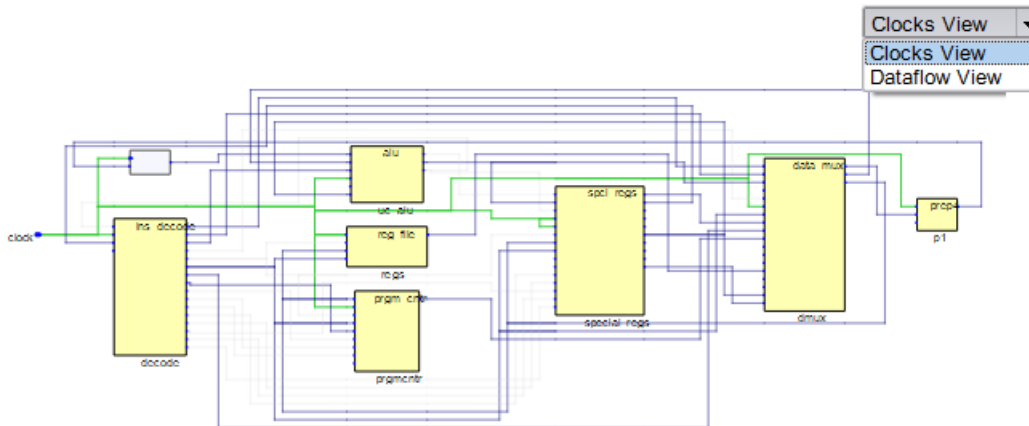 Clocks View
Clocks View
Dataflow View
clock
ins_decode
decode
alu
uc_alu
reg_file
regs
prgm_cntr
prgmcntr
spcl_regs
special_regs
data_mux
dmux
prep
p1